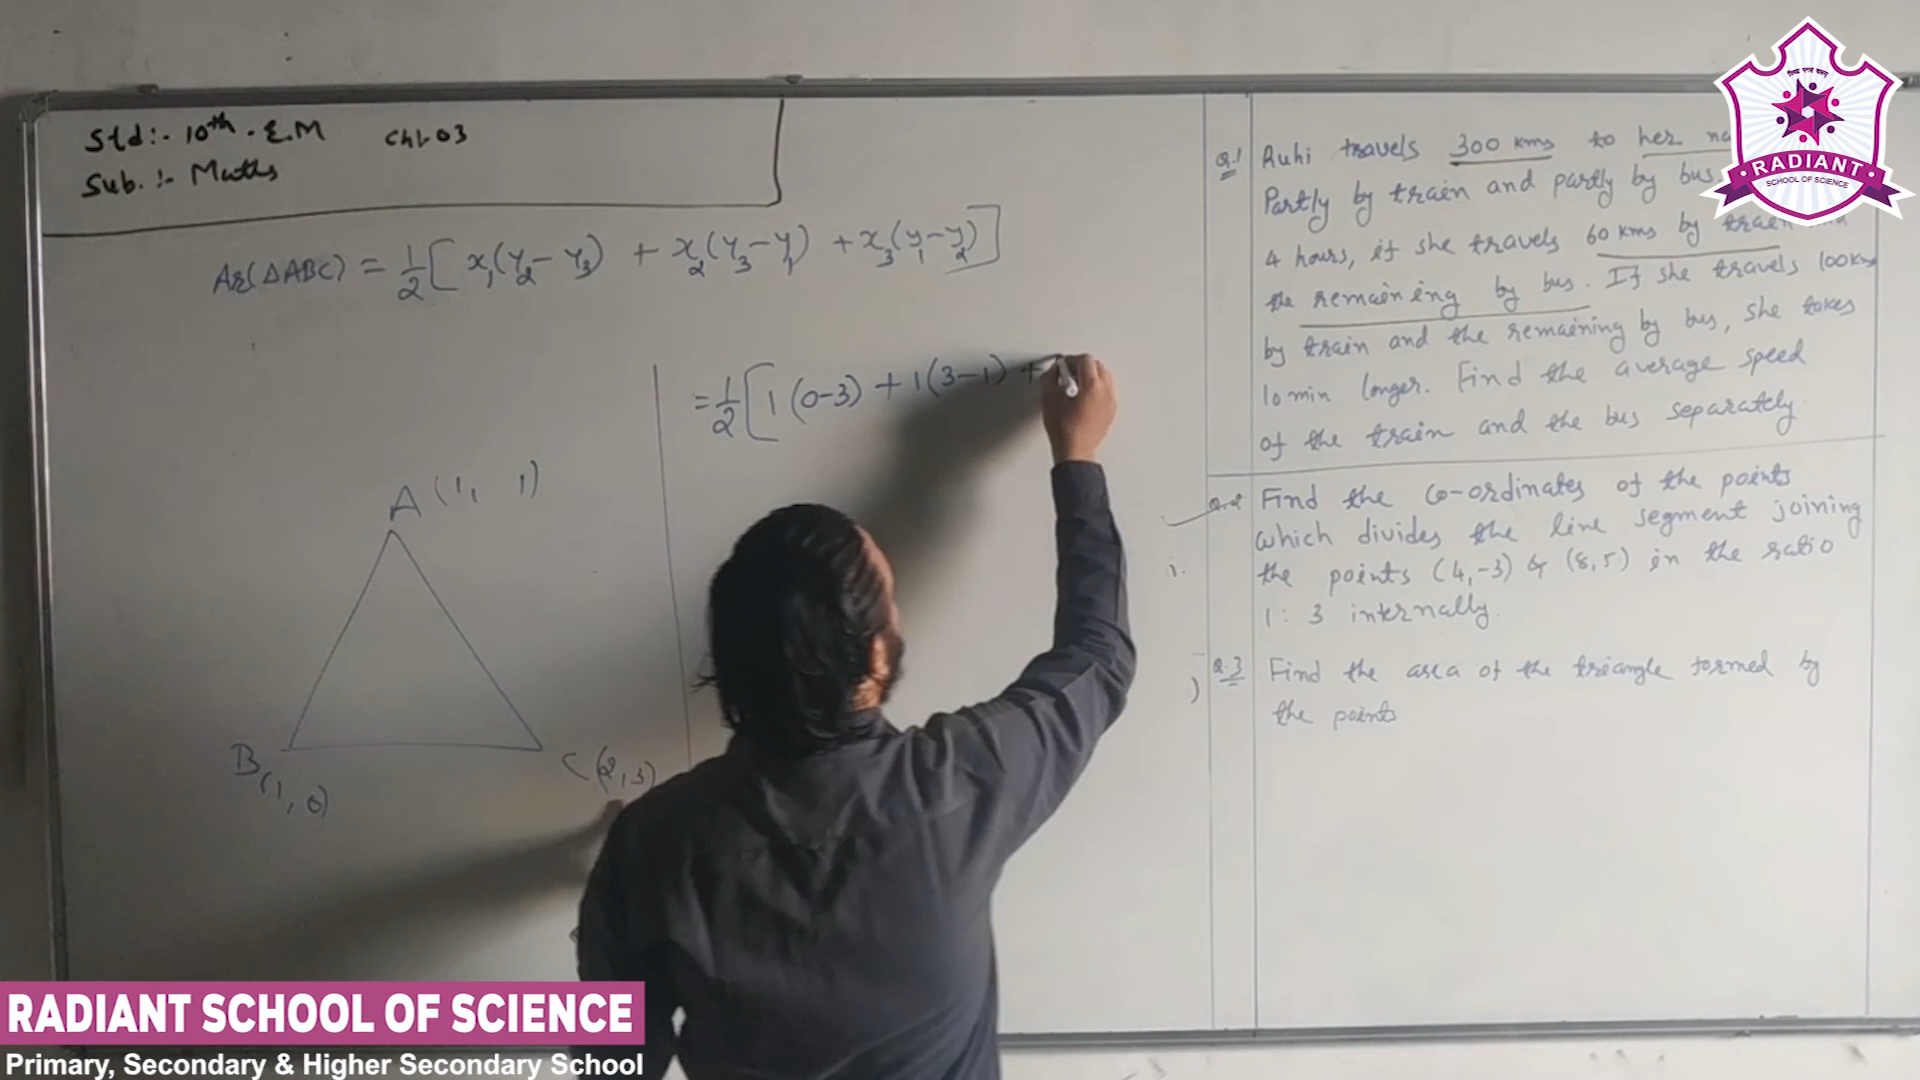 Std:- 10th - E.M Ch:-03
Sub. :- Maths
Ar(△ABC) = 1/2 [ x₁(y₂ - y₃) + x₂(y₃ - y₁) + x₃(y₁ - y₂) ]
= 1/2 [ 1 (0-3) + 1(3-1) +
A (1, 1)
B (1, 0)
C (2,3)
Q.1 Ruhi travels 300 kms to her
Partly by train and partly by bus.
4 hours, if she travels 60 kms by train
the remaining by bus. If she travels 100km
by train and the remaining by bus, she takes
10 min longer. Find the average speed
of the train and the bus separately.
Q.2 Find the co-ordinates of the points
which divides the line segment joining
the points (4,-3) & (8,5) in the ratio
1:3 internally.
Q.3 Find the area of the triangle formed by
the points
RADIANT
SCHOOL OF SCIENCE
RADIANT SCHOOL OF SCIENCE
Primary, Secondary & Higher Secondary School